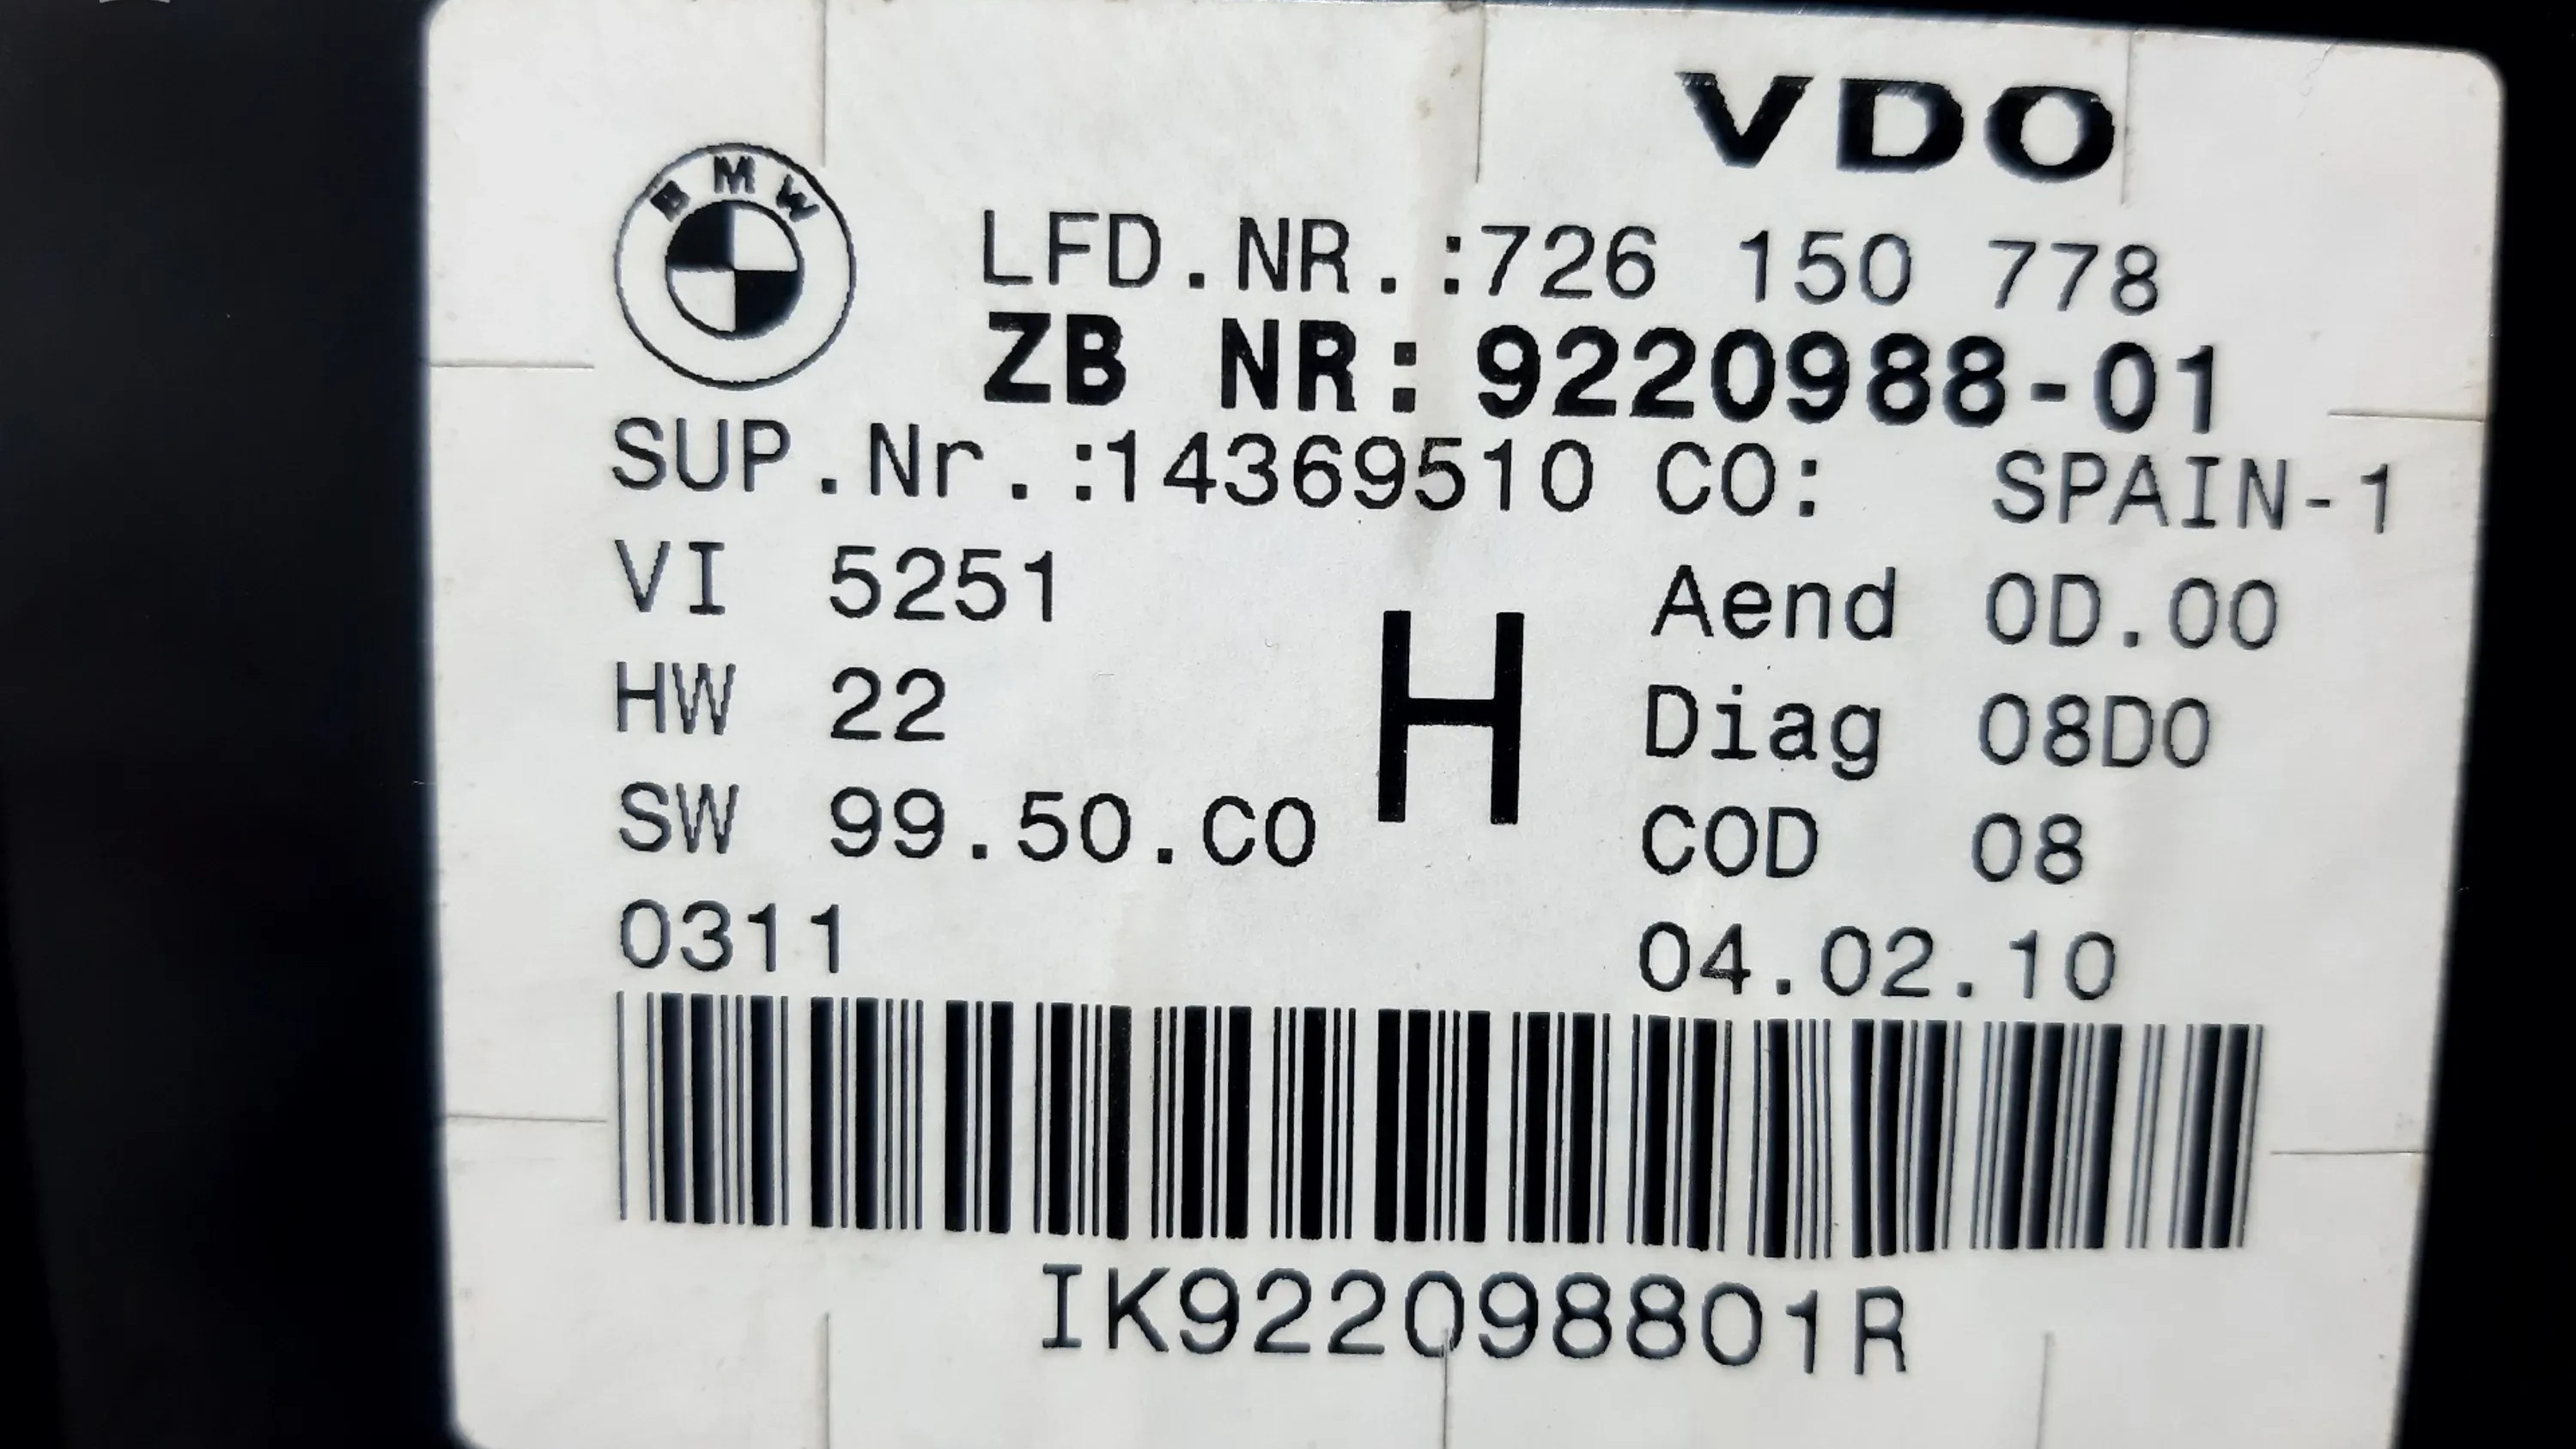 VDO
BMW
LFD.NR.:726 150 778
ZB NR:9220988-01
SUP.Nr.:14369510 CO: SPAIN-1
VI 5251
Aend 0D.00
H
HW 22
Diag 08D0
SW 99.50.C0
COD 08
0311
04.02.10
IK922098801R